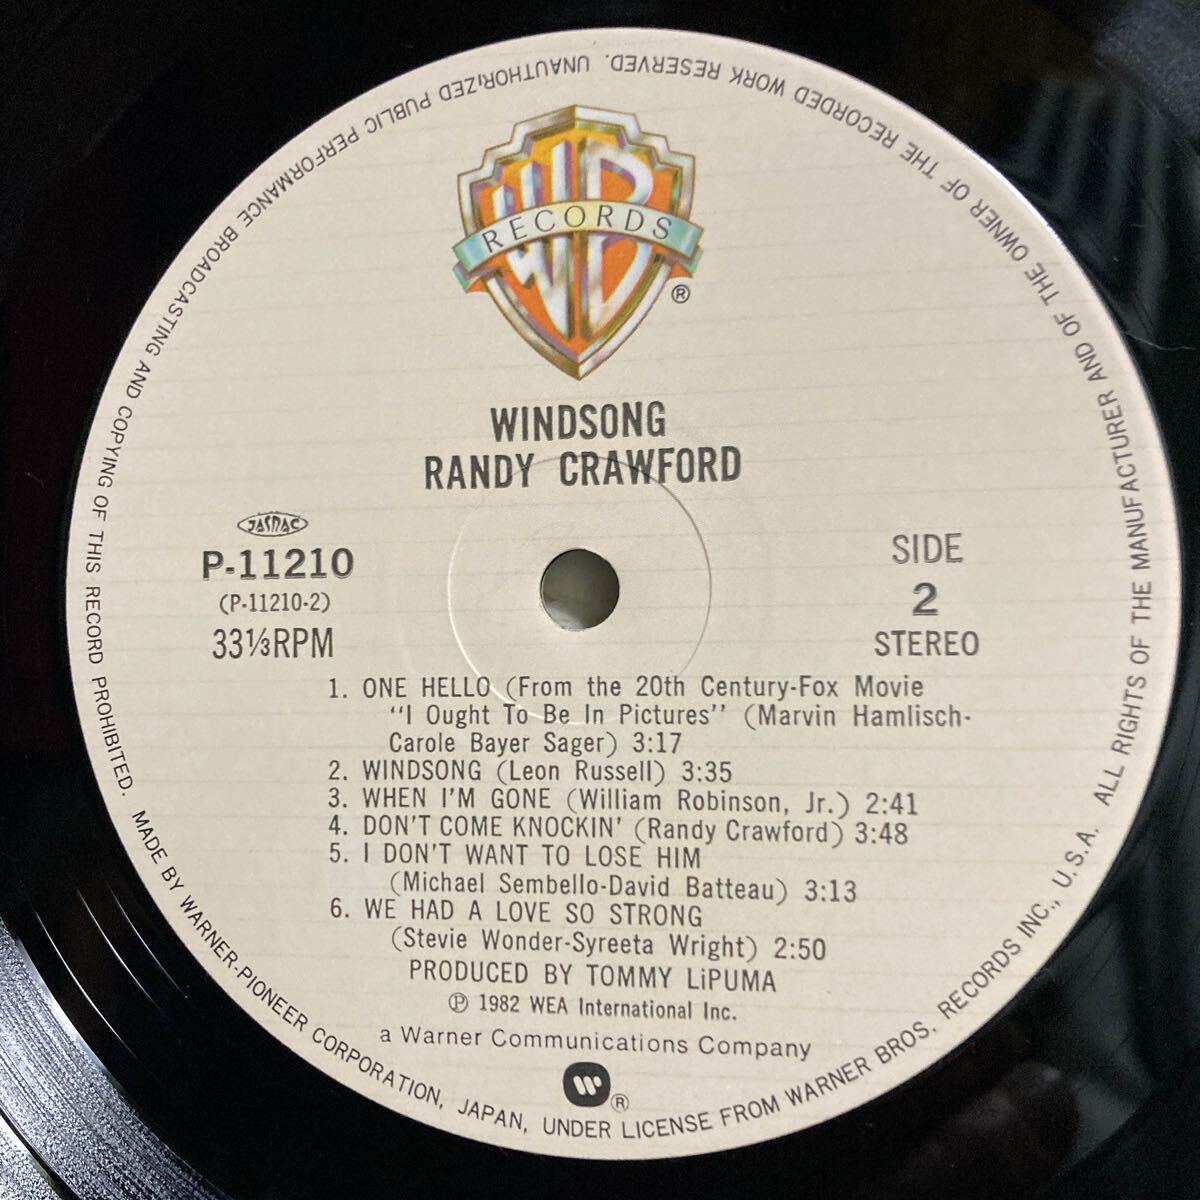 WB
RECORDS
®
WINDSONG
RANDY CRAWFORD
JASRAC
P-11210
(P-11210-2)
33⅓RPM
SIDE
2
STEREO
1. ONE HELLO (From the 20th Century-Fox Movie
"I Ought To Be In Pictures" (Marvin Hamlisch-
Carole Bayer Sager) 3:17
2. WINDSONG (Leon Russell) 3:35
3. WHEN I'M GONE (William Robinson, Jr.) 2:41
4. DON'T COME KNOCKIN' (Randy Crawford) 3:48
5. I DON'T WANT TO LOSE HIM
(Michael Sembello-David Batteau) 3:13
6. WE HAD A LOVE SO STRONG
(Stevie Wonder-Syreeta Wright) 2:50
PRODUCED BY TOMMY LiPUMA
℗ 1982 WEA International Inc.
a Warner Communications Company
W ®
MADE BY WARNER-PIONEER CORPORATION, JAPAN, UNDER LICENSE FROM WARNER BROS. RECORDS INC., U.S.A. ALL RIGHTS OF THE MANUFACTURER AND OF THE OWNER OF THE RECORDED WORK RESERVED. UNAUTHORIZED PUBLIC PERFORMANCE BROADCASTING AND COPYING OF THIS RECORD PROHIBITED.